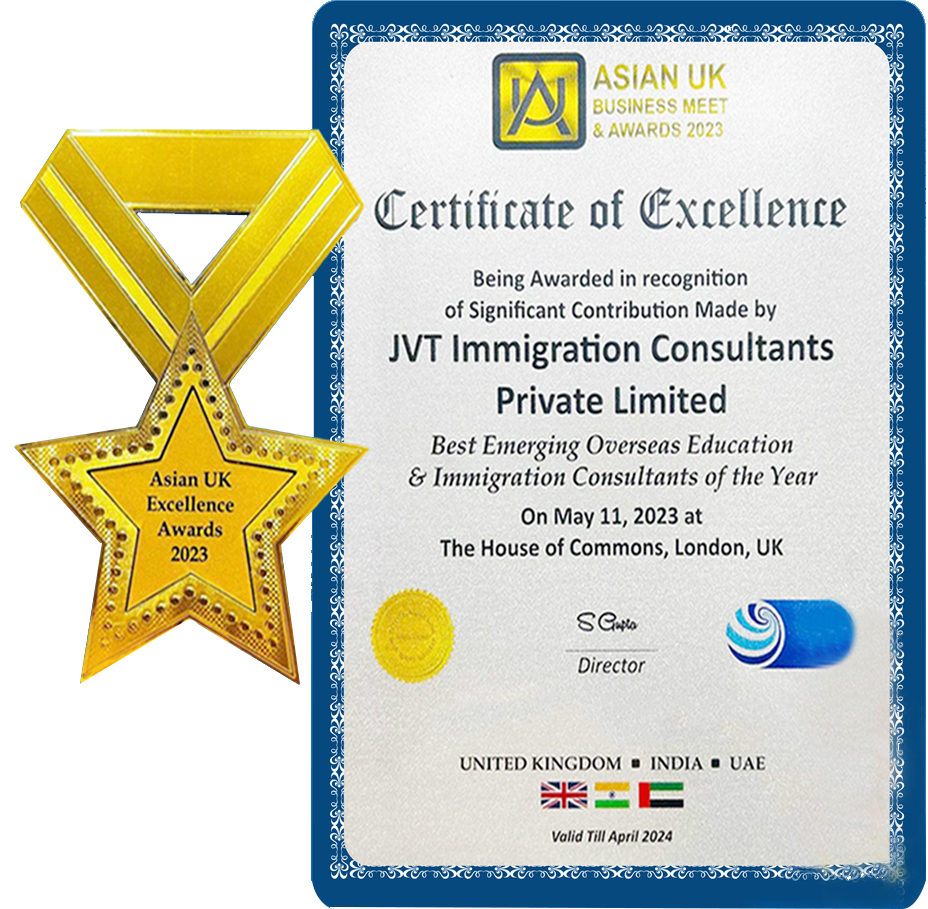 ASIAN UK
BUSINESS MEET
& AWARDS 2023
Certificate of Excellence
Being Awarded in recognition
of Significant Contribution Made by
JVT Immigration Consultants
Private Limited
Best Emerging Overseas Education
& Immigration Consultants of the Year
On May 11, 2023 at
The House of Commons, London, UK
S Gupta
Director
UNITED KINGDOM ▪ INDIA ▪ UAE
Valid Till April 2024
Asian UK
Excellence
Awards
2023